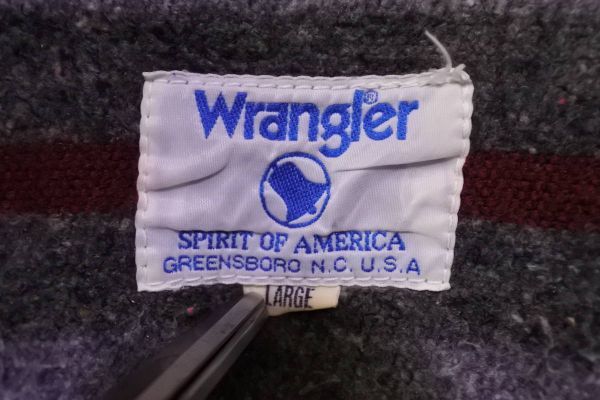 Wrangler®
SPIRIT OF AMERICA
GREENSBORO N.C. U.S.A
LARGE